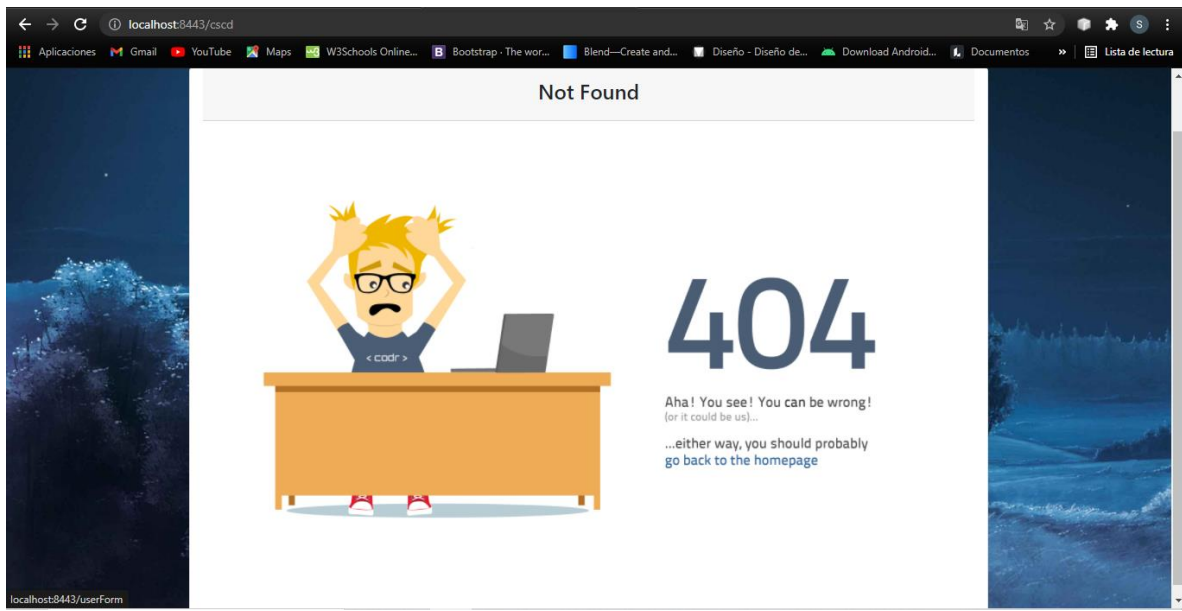 localhost:8443/cscd
S
Aplicaciones Gmail YouTube Maps W3Schools Online... B Bootstrap · The wor... Blend—Create and... Diseño - Diseño de... Download Android... Documentos » Lista de lectura
Not Found
< codr >
404
Aha! You see! You can be wrong!
(or it could be us)...
...either way, you should probably
go back to the homepage
localhost:8443/userForm